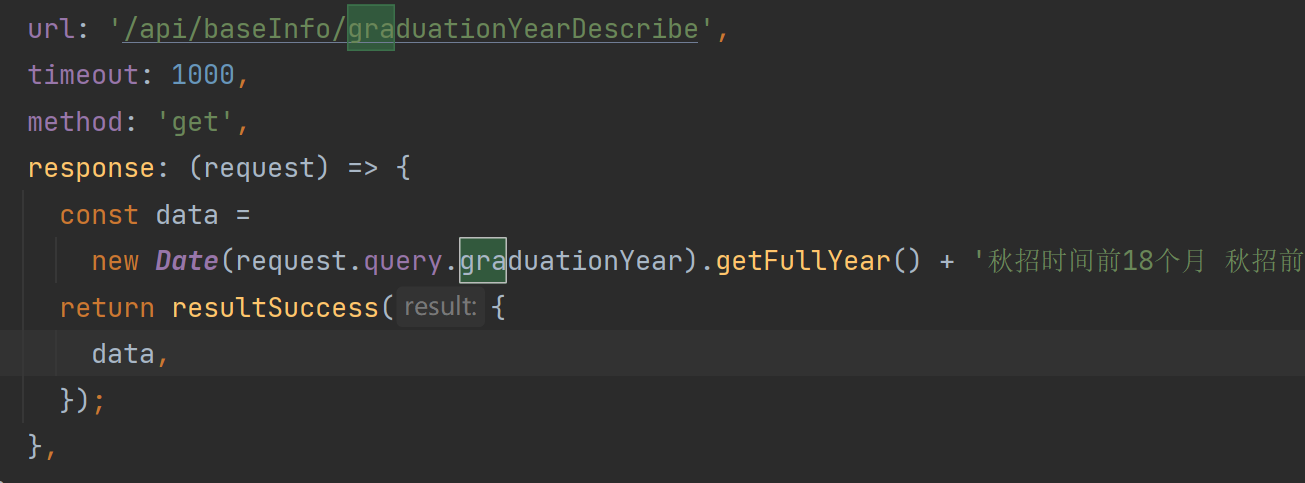 url: '/api/baseInfo/graduationYearDescribe',
timeout: 1000,
method: 'get',
response: (request) => {
const data =
new Date(request.query.graduationYear).getFullYear() + '秋招时间前18个月 秋招前
return resultSuccess( result: {
data,
});
},